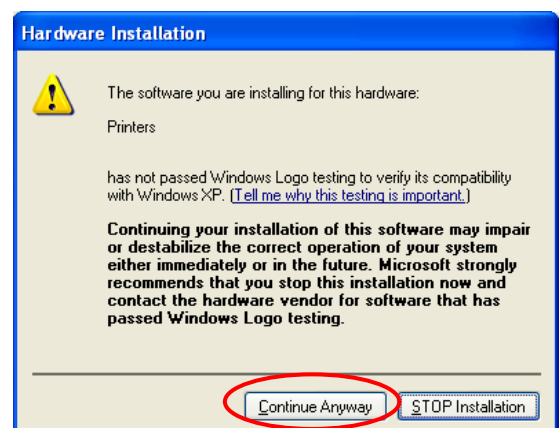 Hardware Installation
The software you are installing for this hardware:
Printers
has not passed Windows Logo testing to verify its compatibility
with Windows XP. (Tell me why this testing is important.)
Continuing your installation of this software may impair
or destabilize the correct operation of your system
either immediately or in the future. Microsoft strongly
recommends that you stop this installation now and
contact the hardware vendor for software that has
passed Windows Logo testing.
Continue Anyway
STOP Installation